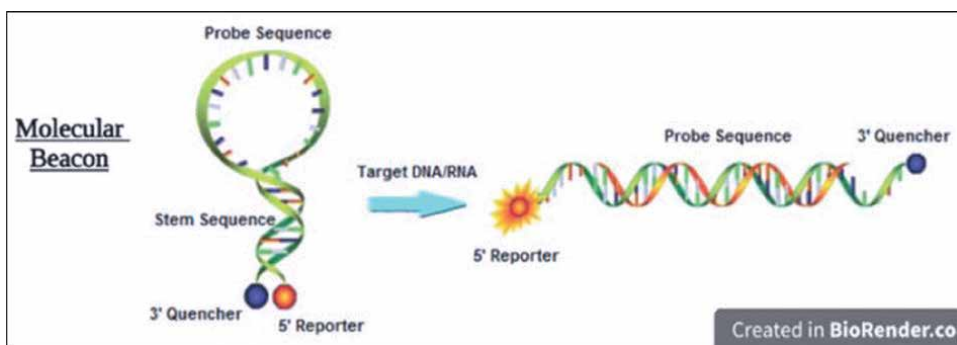 Molecular
Beacon
Probe Sequence
Stem Sequence
3' Quencher
5' Reporter
Target DNA/RNA
Probe Sequence
3' Quencher
5' Reporter
Created in BioRender.co